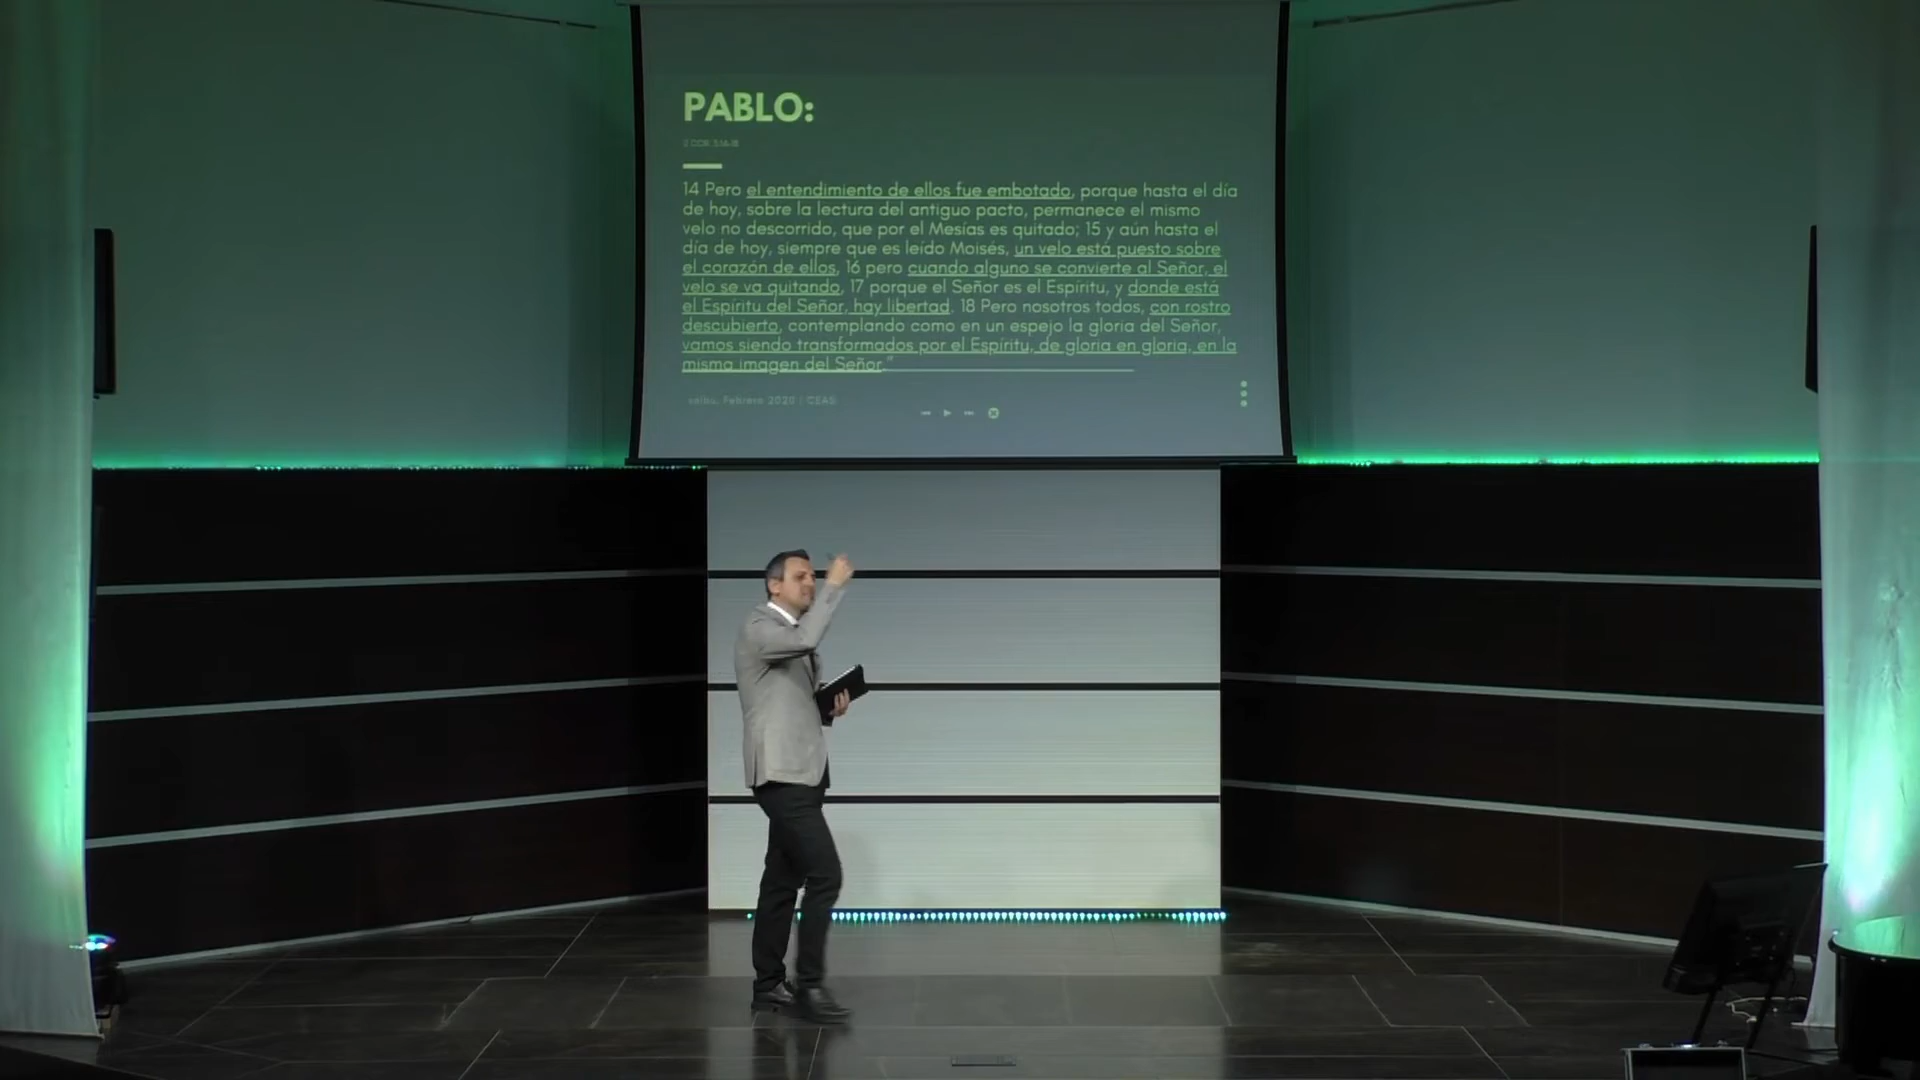 PABLO:
2 COR 3:14-18
14 Pero el entendimiento de ellos fue embotado, porque hasta el día
de hoy, sobre la lectura del antiguo pacto, permanece el mismo
velo no descorrido, que por el Mesías es quitado; 15 y aún hasta el
día de hoy, siempre que es leído Moisés, un velo está puesto sobre
el corazón de ellos, 16 pero cuando alguno se convierte al Señor, el
velo se va quitando, 17 porque el Señor es el Espíritu, y donde está
el Espíritu del Señor, hay libertad. 18 Pero nosotros todos, con rostro
descubierto, contemplando como en un espejo la gloria del Señor,
vamos siendo transformados por el Espíritu, de gloria en gloria, en la
misma imagen del Señor."
Febrero 2020 | CEAS